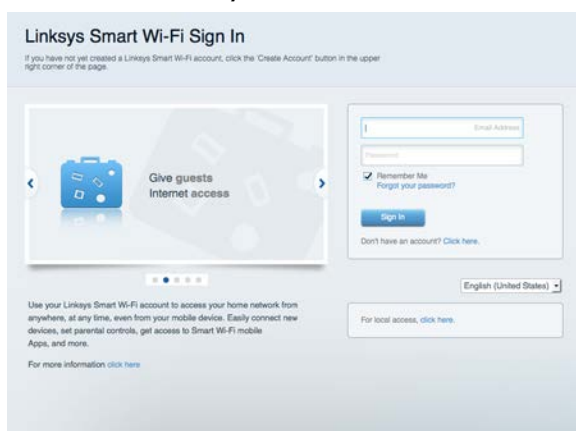 Linksys Smart Wi-Fi Sign In
If you have not yet created a Linksys Smart Wi-Fi account, click the 'Create Account' button in the upper
right corner of the page.
Give guests
Internet access
Email Address
Password
Remember Me
Forgot your password?
Sign In
Don't have an account? Click here.
English (United States)
Use your Linksys Smart Wi-Fi account to access your home network from
anywhere, at any time, even from your mobile device. Easily connect new
devices, set parental controls, get access to Smart Wi-Fi mobile
Apps, and more.
For local access, click here.
For more information click here